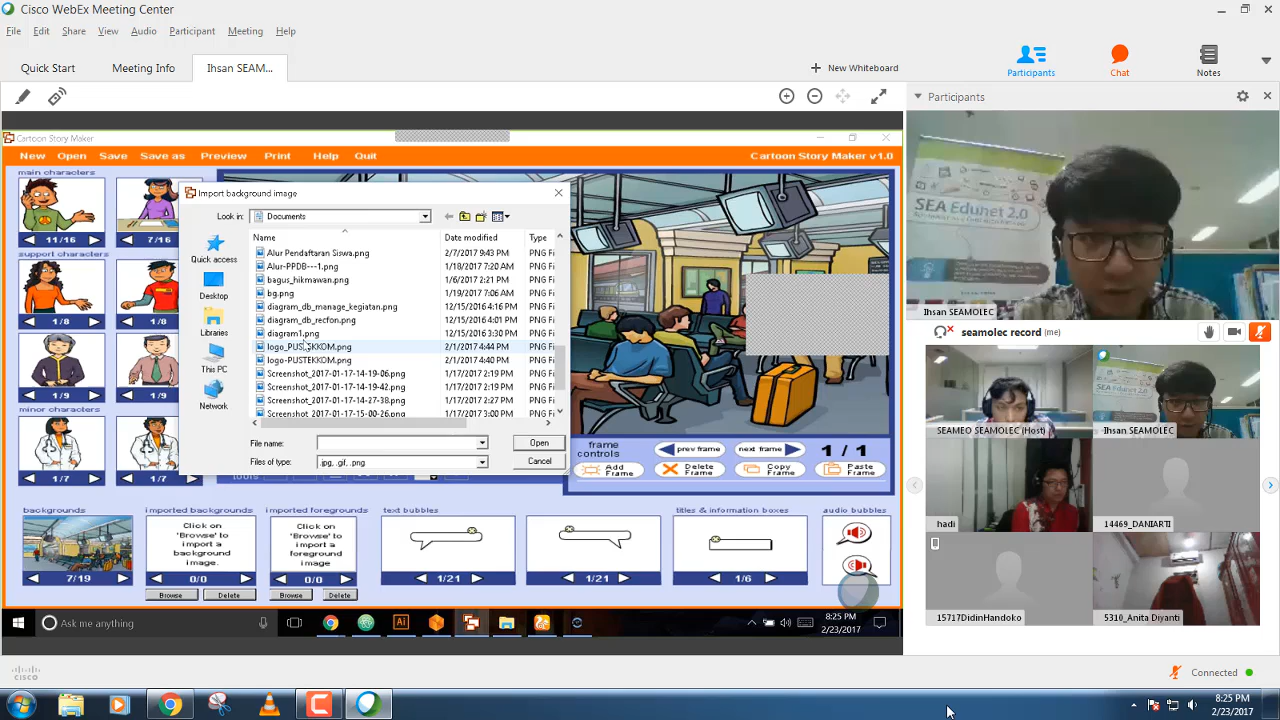 Cisco WebEx Meeting Center
File Edit Share View Audio Participant Meeting Help
Quick Start Meeting Info Ihsan SEAM... New Whiteboard
Participants Chat Notes
Participants
Cartoon Story Maker
New Open Save Save as Preview Print Help Quit Cartoon Story Maker v1.0
main characters
11/16 7/16
support characters
1/8 1/8
1/9 1/9
minor characters
1/7 1/7
Import background image
Look in: Documents
Name Date modified Type
Alur Pendaftaran Siswa.png 2/7/2017 9:43 PM PNG Fi
Alur-PPDB---1.png 1/18/2017 7:20 AM PNG Fi
bagus_hikmawan.png 1/6/2017 2:21 PM PNG Fi
bg.png 1/19/2017 7:06 AM PNG Fi
diagram_db_manage_kegiatan.png 12/15/2016 4:16 PM PNG Fi
diagram_db_recfon.png 12/15/2016 4:01 PM PNG Fi
diagram1.png 12/15/2016 3:30 PM PNG Fi
logo_PUSTEKKOM.png 2/1/2017 4:44 PM PNG Fi
logo-PUSTEKKOM.png 2/1/2017 4:40 PM PNG Fi
Screenshot_2017-01-17-14-19-06.png 1/17/2017 2:19 PM PNG Fi
Screenshot_2017-01-17-14-19-42.png 1/17/2017 2:19 PM PNG Fi
Screenshot_2017-01-17-14-27-38.png 1/17/2017 2:27 PM PNG Fi
Screenshot_2017-01-17-15-00-26.png 1/17/2017 3:00 PM PNG Fi
Quick access
Desktop
Libraries
This PC
Network
File name: Open
Files of type: .jpg, .gif, .png Cancel
frame controls prev frame next frame 1 / 1
Add Frame Delete Frame Copy Frame Paste Frame
tools
backgrounds imported backgrounds imported foregrounds text bubbles titles & information boxes audio bubbles
Click on 'Browse' to import a background image.
Click on 'Browse' to import a foreground image
7/19 0/0 0/0 1/21 1/21 1/6
Browse Delete Browse Delete
Ask me anything
8:25 PM
2/23/2017
SEA Edunet 2.0
Ihsan SEAMOLEC
seamolec record (me)
SEAMEO SEAMOLEC (Host) Ihsan SEAMOLEC
hadi 14469_DANIARTI
15717DidinHandoko 5310_Anita Diyanti
Connected
8:25 PM
2/23/2017